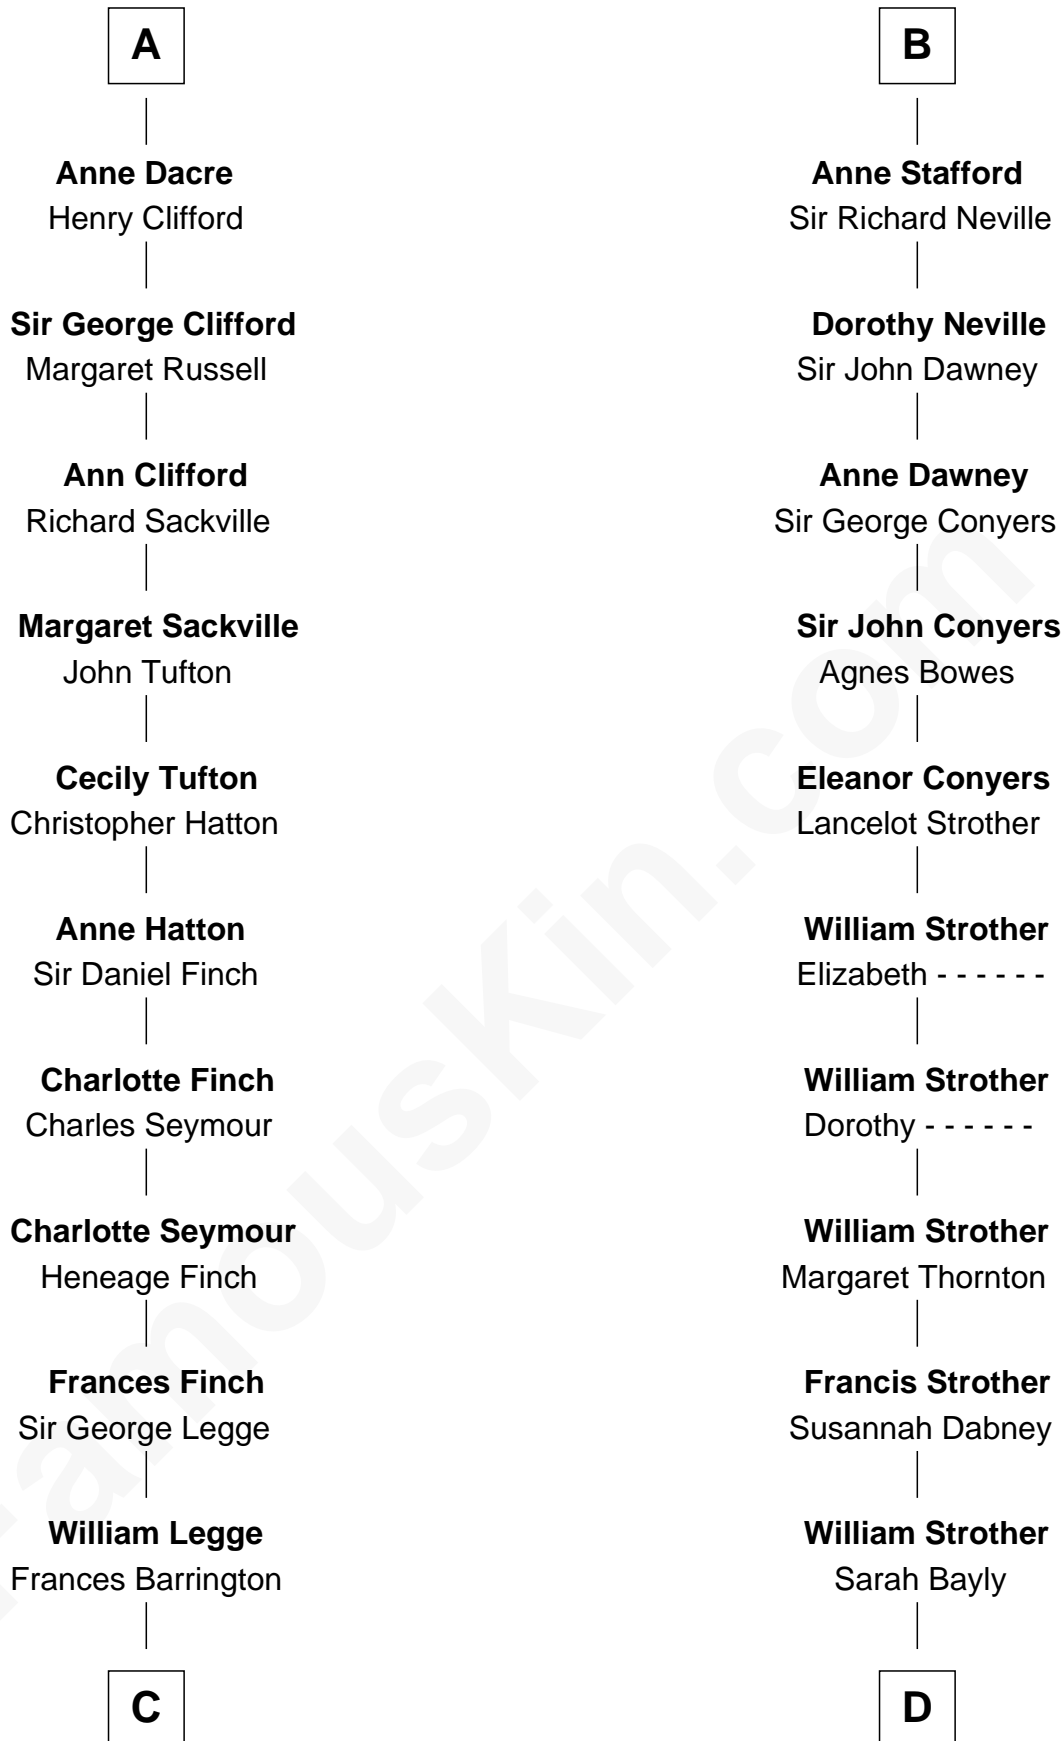 A
Anne Dacre
Henry Clifford
Sir George Clifford
Margaret Russell
Ann Clifford
Richard Sackville
Margaret Sackville
John Tufton
Cecily Tufton
Christopher Hatton
Anne Hatton
Sir Daniel Finch
Charlotte Finch
Charles Seymour
Charlotte Seymour
Heneage Finch
Frances Finch
Sir George Legge
William Legge
Frances Barrington
C
B
Anne Stafford
Sir Richard Neville
Dorothy Neville
Sir John Dawney
Anne Dawney
Sir George Conyers
Sir John Conyers
Agnes Bowes
Eleanor Conyers
Lancelot Strother
William Strother
Elizabeth - - - - - -
William Strother
Dorothy - - - - - -
William Strother
Margaret Thornton
Francis Strother
Susannah Dabney
William Strother
Sarah Bayly
D
FamousKin.com